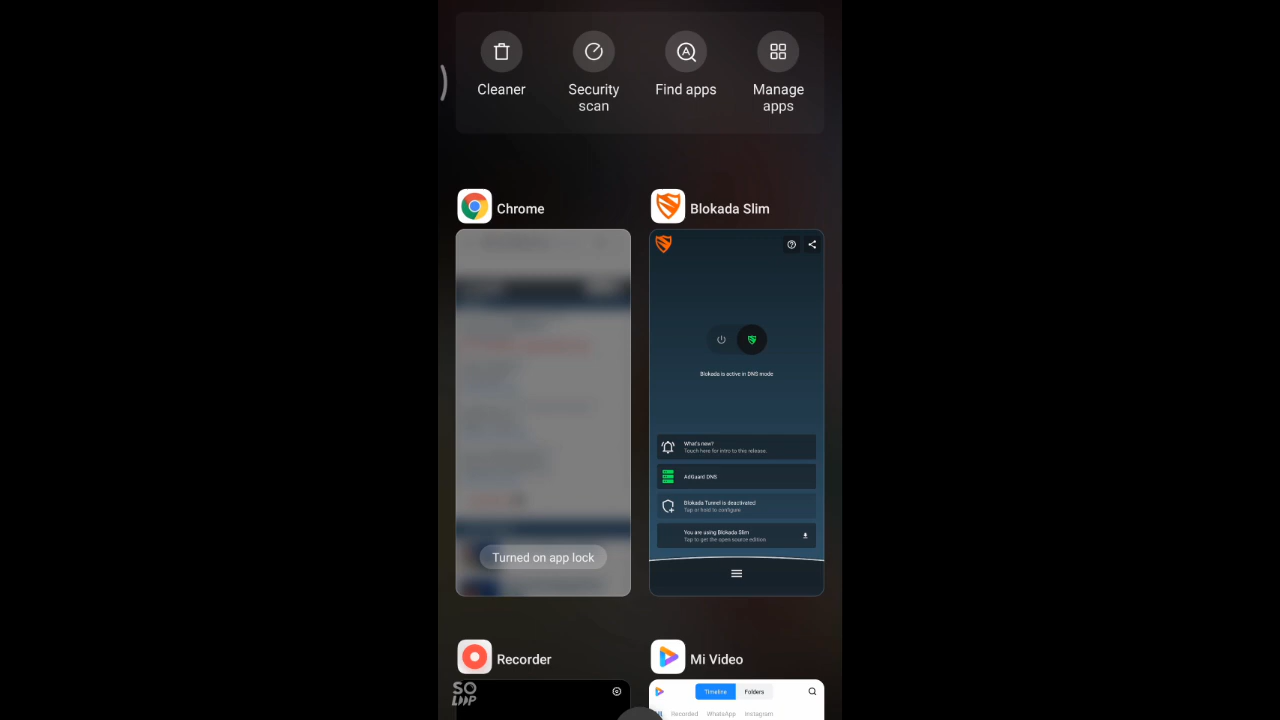 Cleaner
Security scan
Find apps
Manage apps
Chrome
Blokada Slim
Blokada is active in DNS mode
What's new?
Touch here for intro to this release.
AdGuard DNS
Blokada Tunnel is deactivated
Tap or hold to configure
You are using Blokada Slim
Tap to get the open source edition
Turned on app lock
Recorder
Mi Video
Timeline
Folders
Recorded
WhatsApp
Instagram